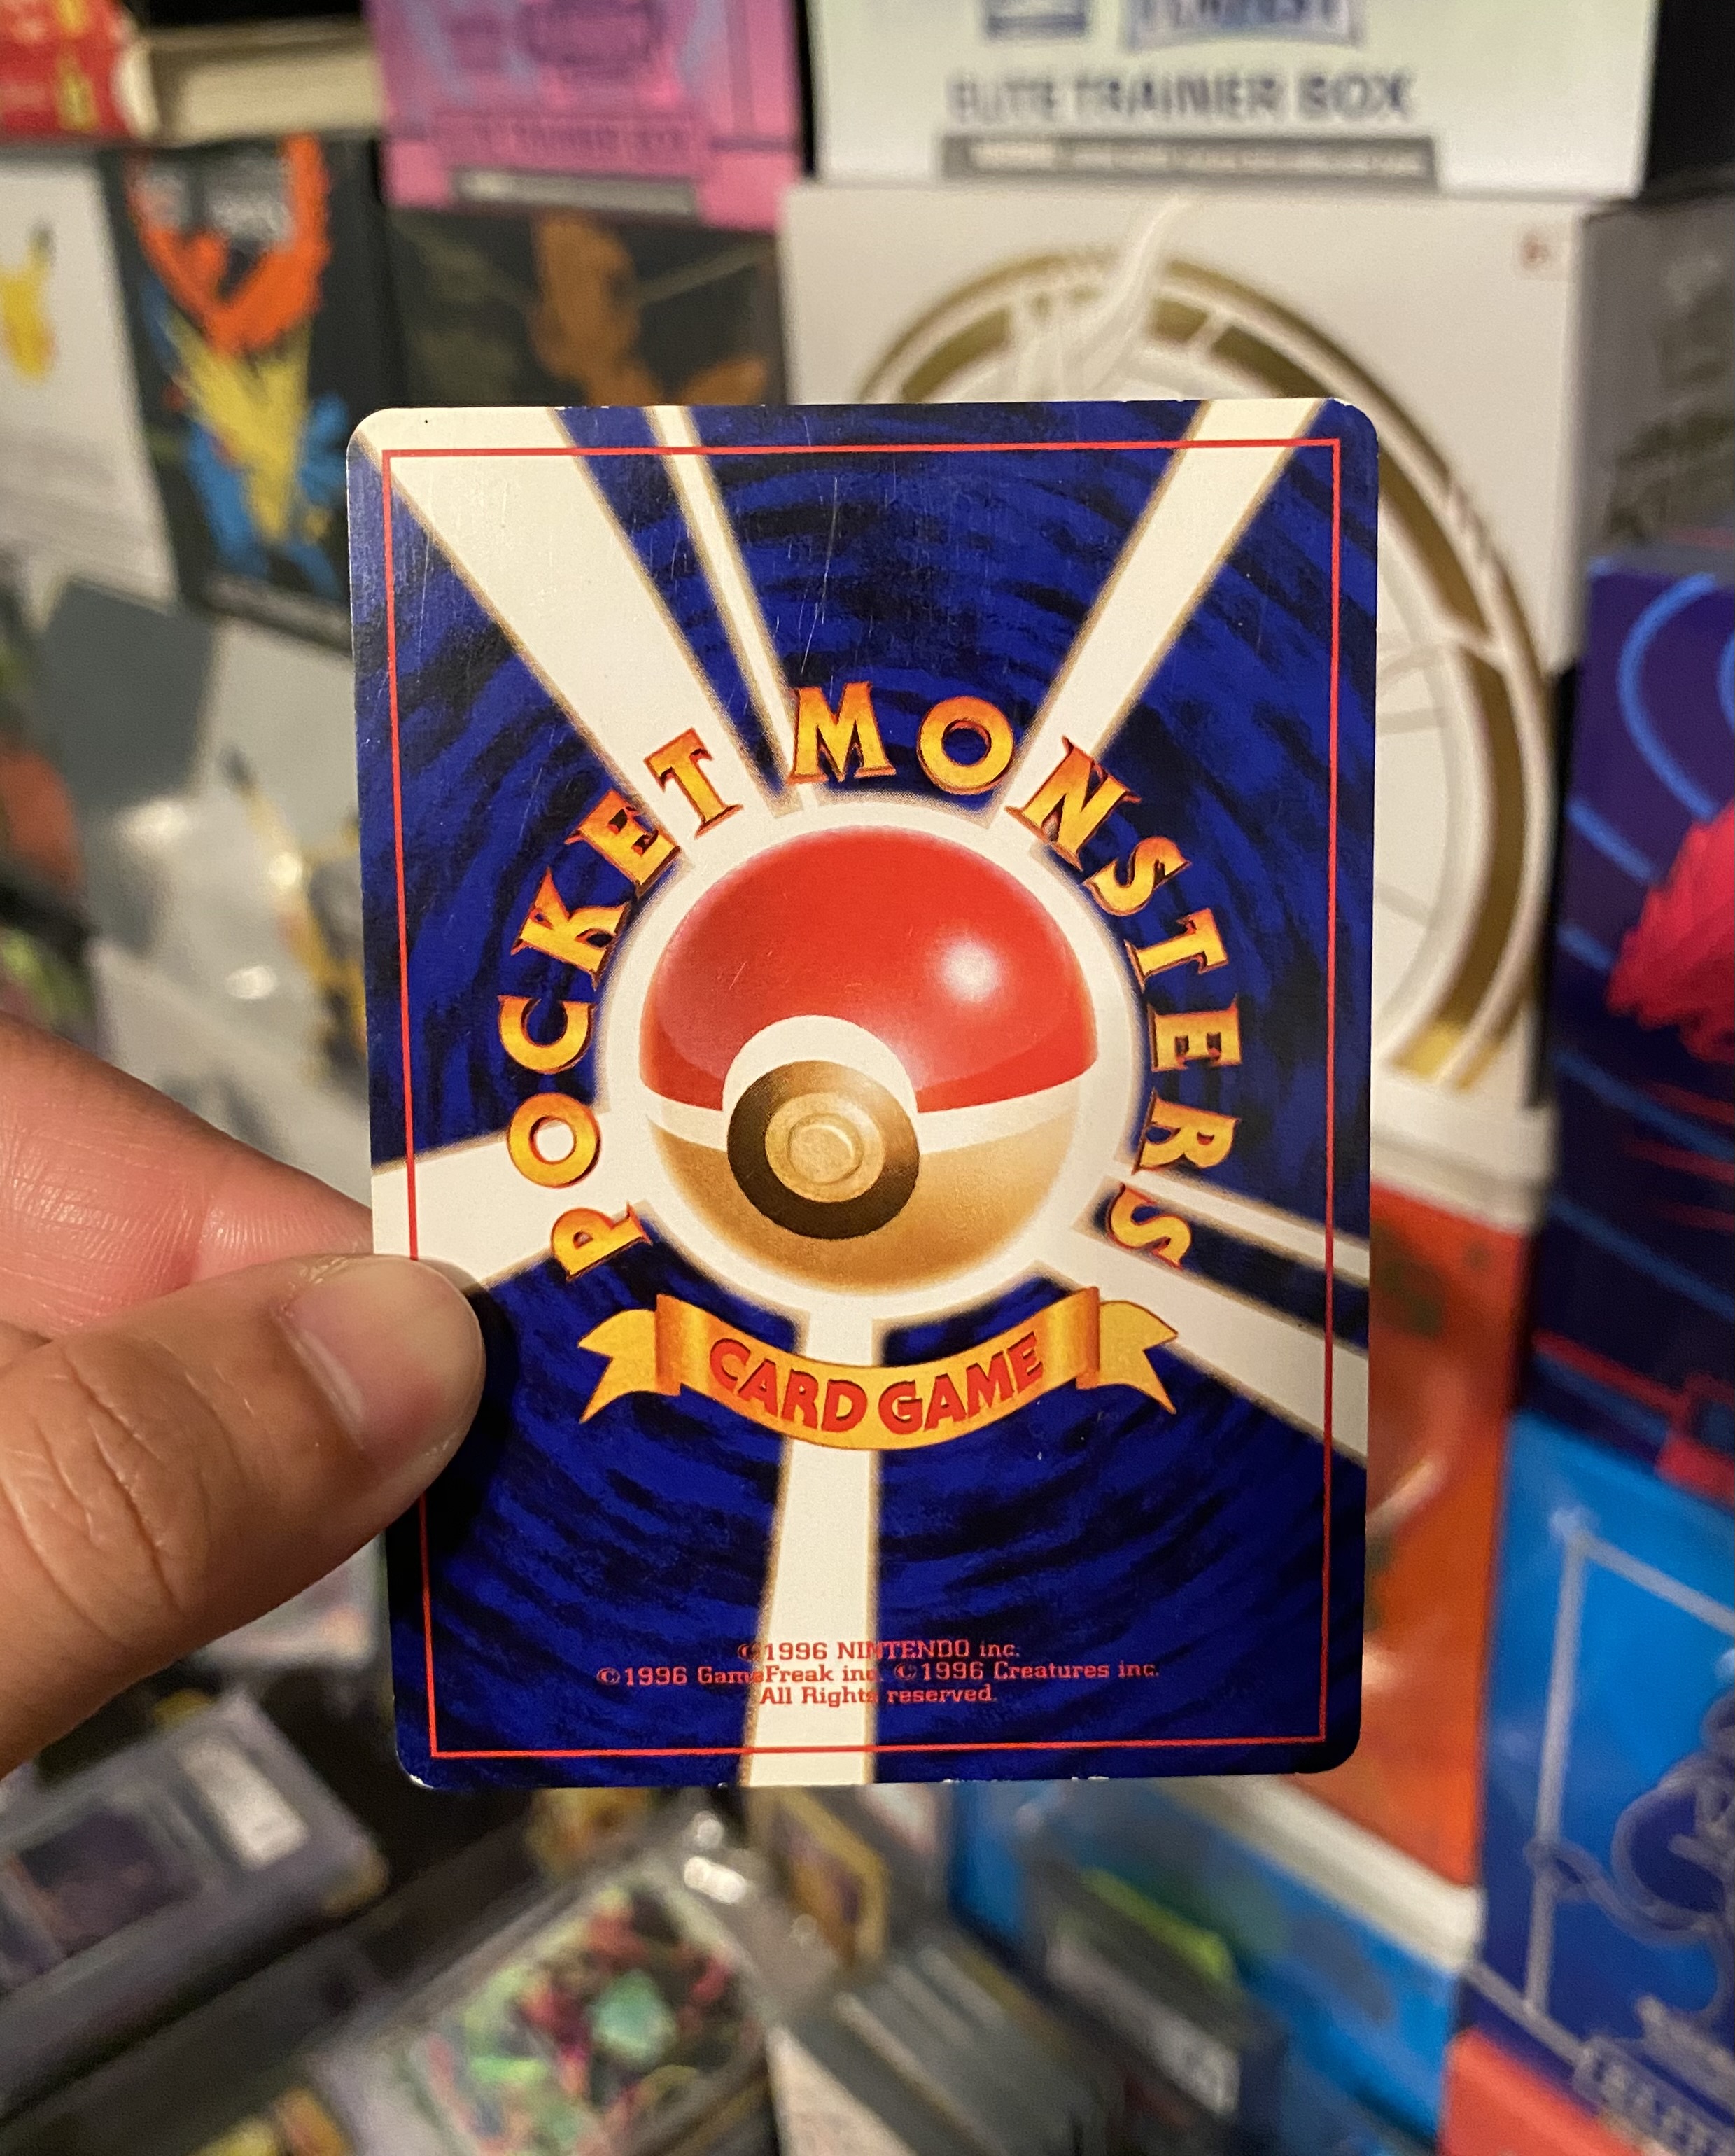 ELITE TRAINER BOX
POCKET MONSTERS
CARD GAME
©1996 NINTENDO inc.
©1996 GameFreak inc. ©1996 Creatures inc.
All Rights reserved.